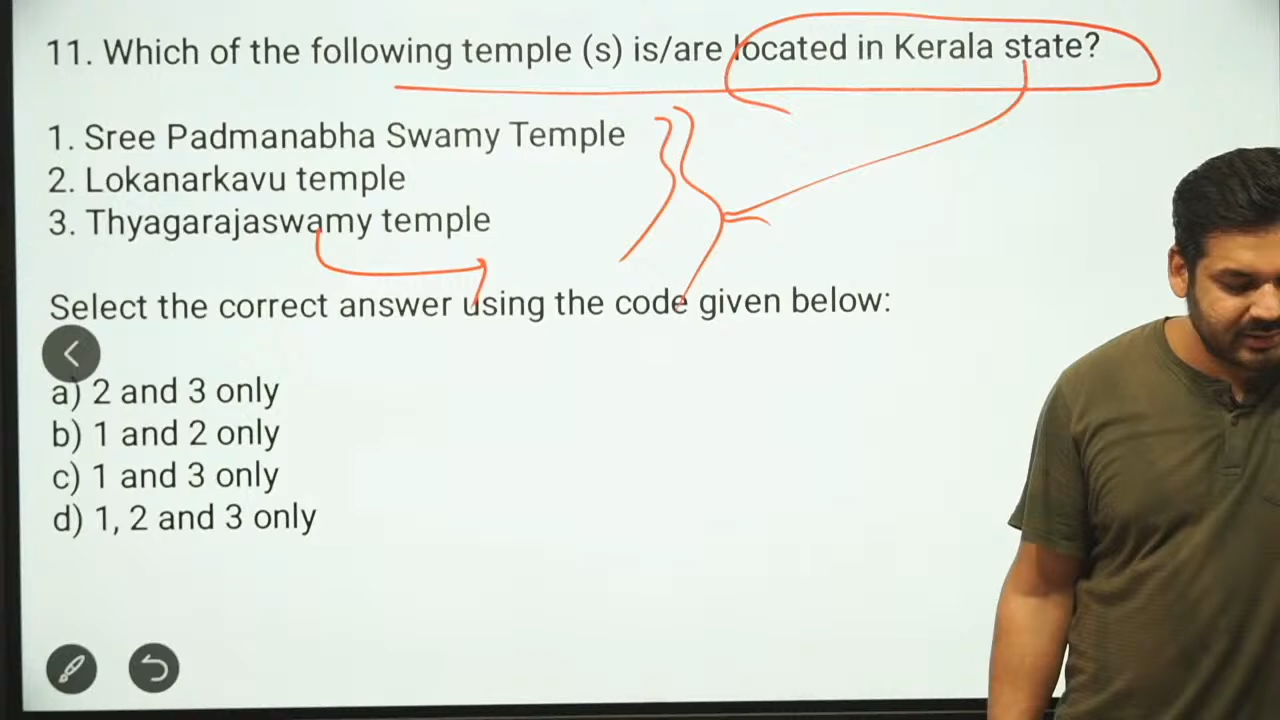 11. Which of the following temple (s) is/are located in Kerala state?
1. Sree Padmanabha Swamy Temple
2. Lokanarkavu temple
3. Thyagarajaswamy temple
Select the correct answer using the code given below:
a) 2 and 3 only
b) 1 and 2 only
c) 1 and 3 only
d) 1, 2 and 3 only